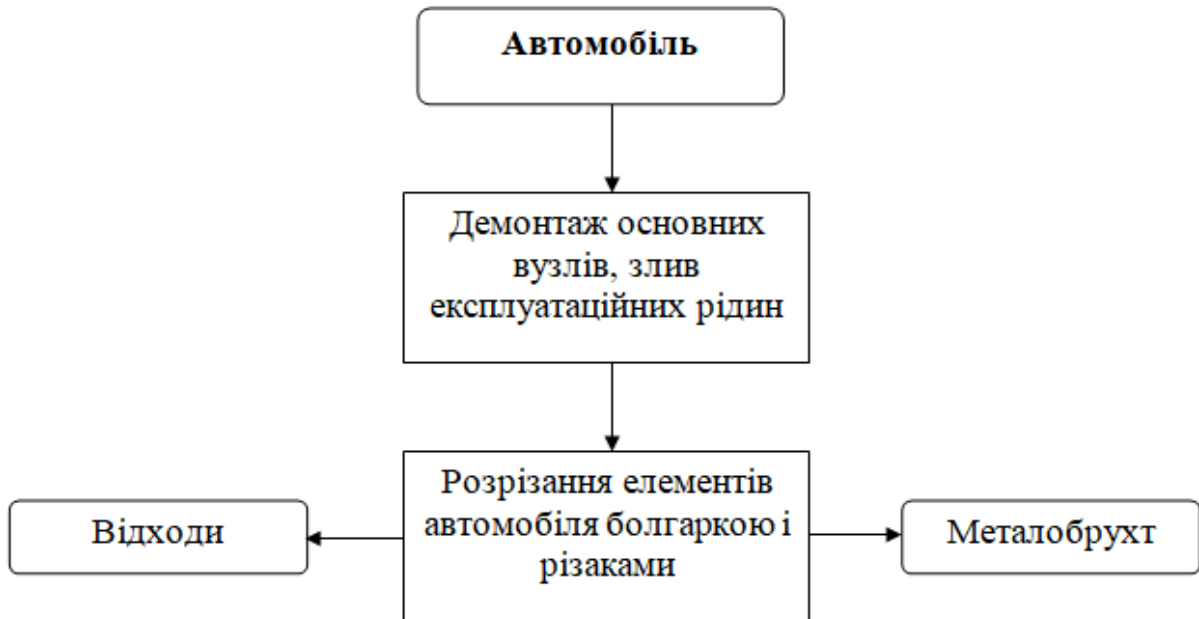 Автомобіль
Демонтаж основних
вузлів, злив
експлуатаційних рідин
Розрізання елементів
автомобіля болгаркою і
різаками
Відходи
Металобрухт